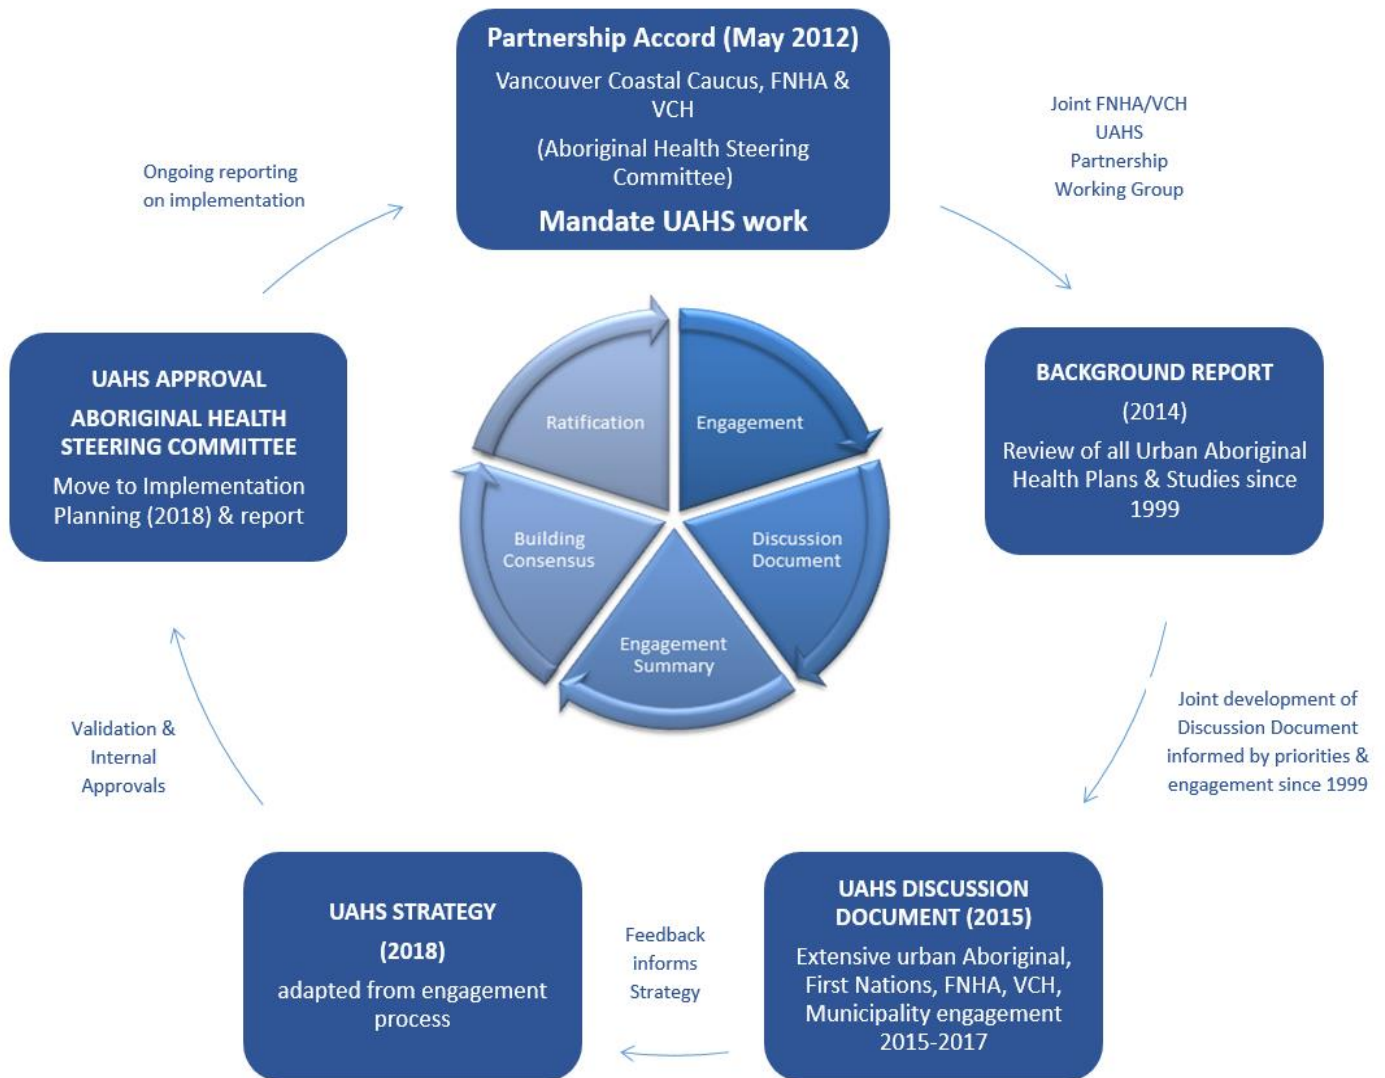 Partnership Accord (May 2012)
Vancouver Coastal Caucus, FNHA &
VCH
(Aboriginal Health Steering
Committee)
Mandate UAHS work
Joint FNHA/VCH
UAHS
Partnership
Working Group
BACKGROUND REPORT
(2014)
Review of all Urban Aboriginal
Health Plans & Studies since
1999
Joint development of
Discussion Document
informed by priorities &
engagement since 1999
UAHS DISCUSSION
DOCUMENT (2015)
Extensive urban Aboriginal,
First Nations, FNHA, VCH,
Municipality engagement
2015-2017
Feedback
informs
Strategy
UAHS STRATEGY
(2018)
adapted from engagement
process
Validation &
Internal
Approvals
UAHS APPROVAL
ABORIGINAL HEALTH
STEERING COMMITTEE
Move to Implementation
Planning (2018) & report
Ongoing reporting
on implementation
Engagement
Discussion
Document
Engagement
Summary
Building
Consensus
Ratification